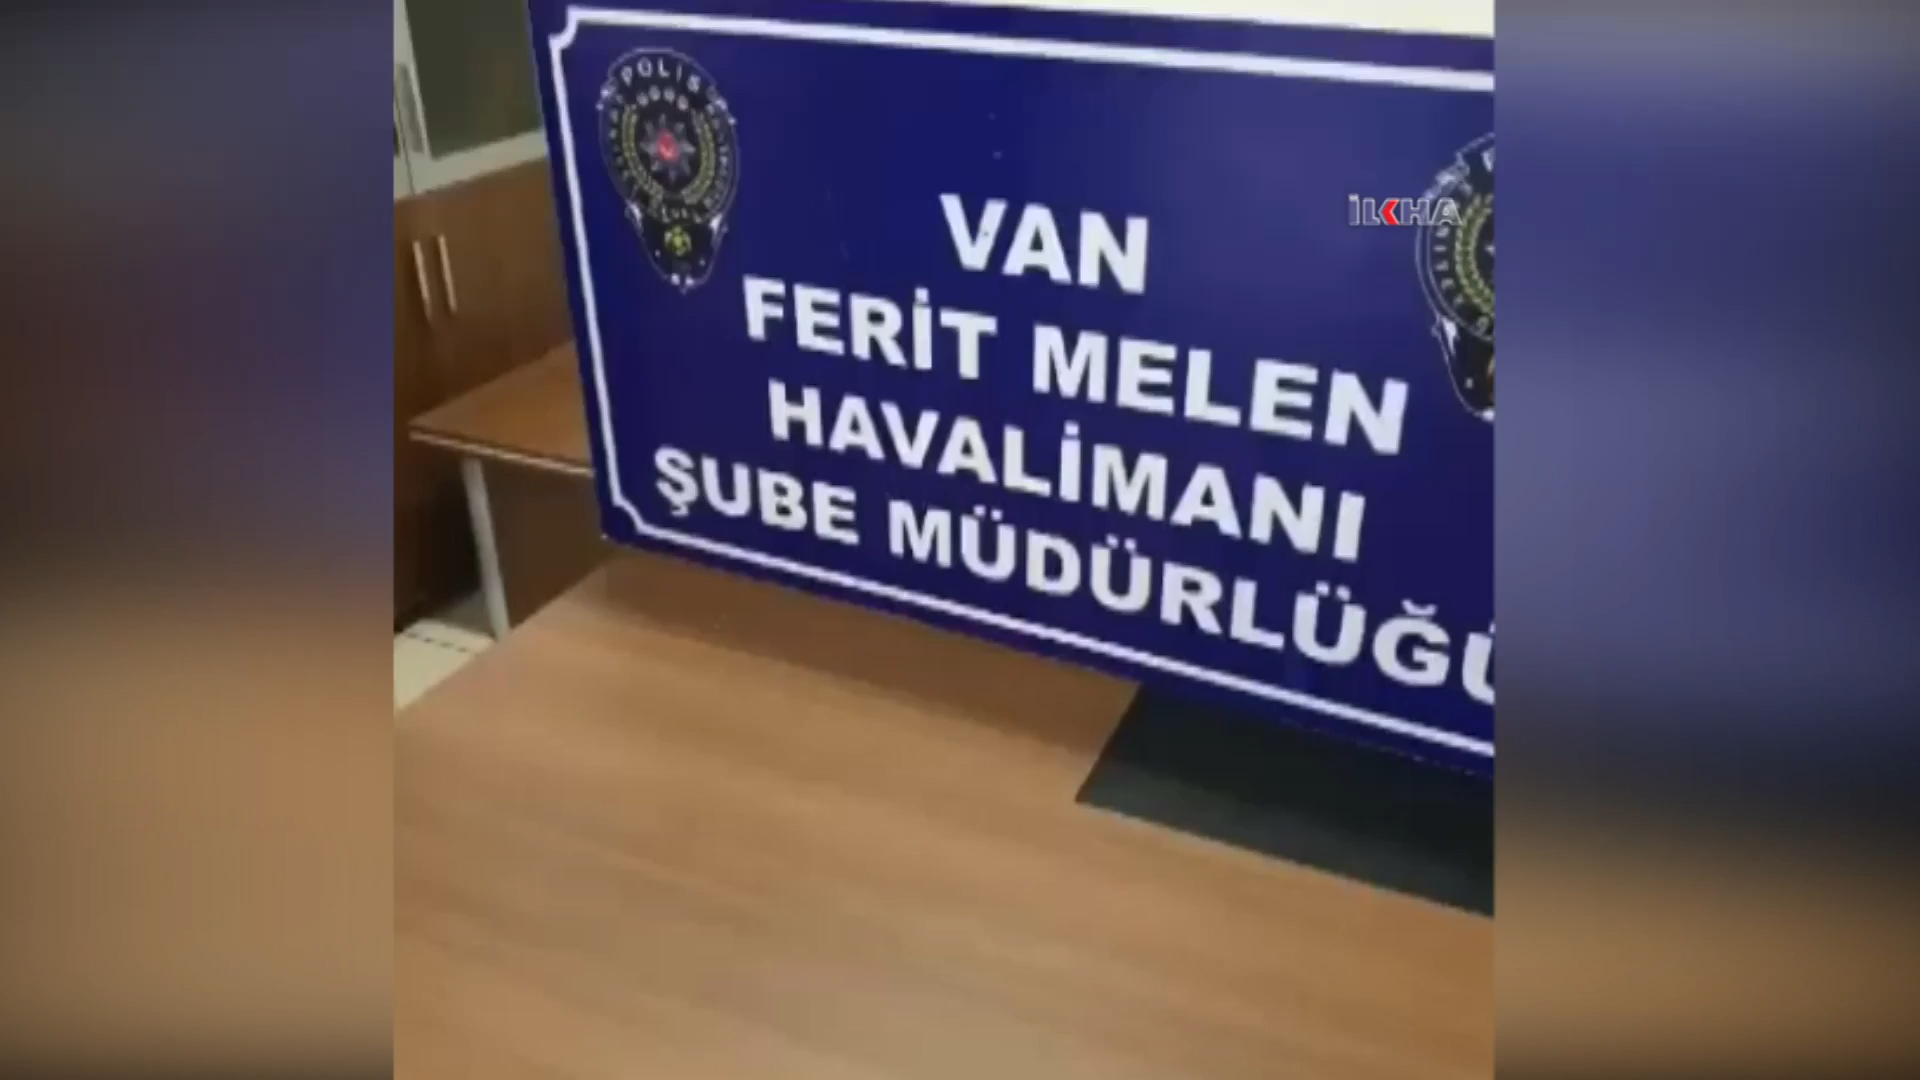 POLİS
VAN
İLKHA
FERİT MELEN
HAVALİMANI
ŞUBE MÜDÜRLÜĞÜ